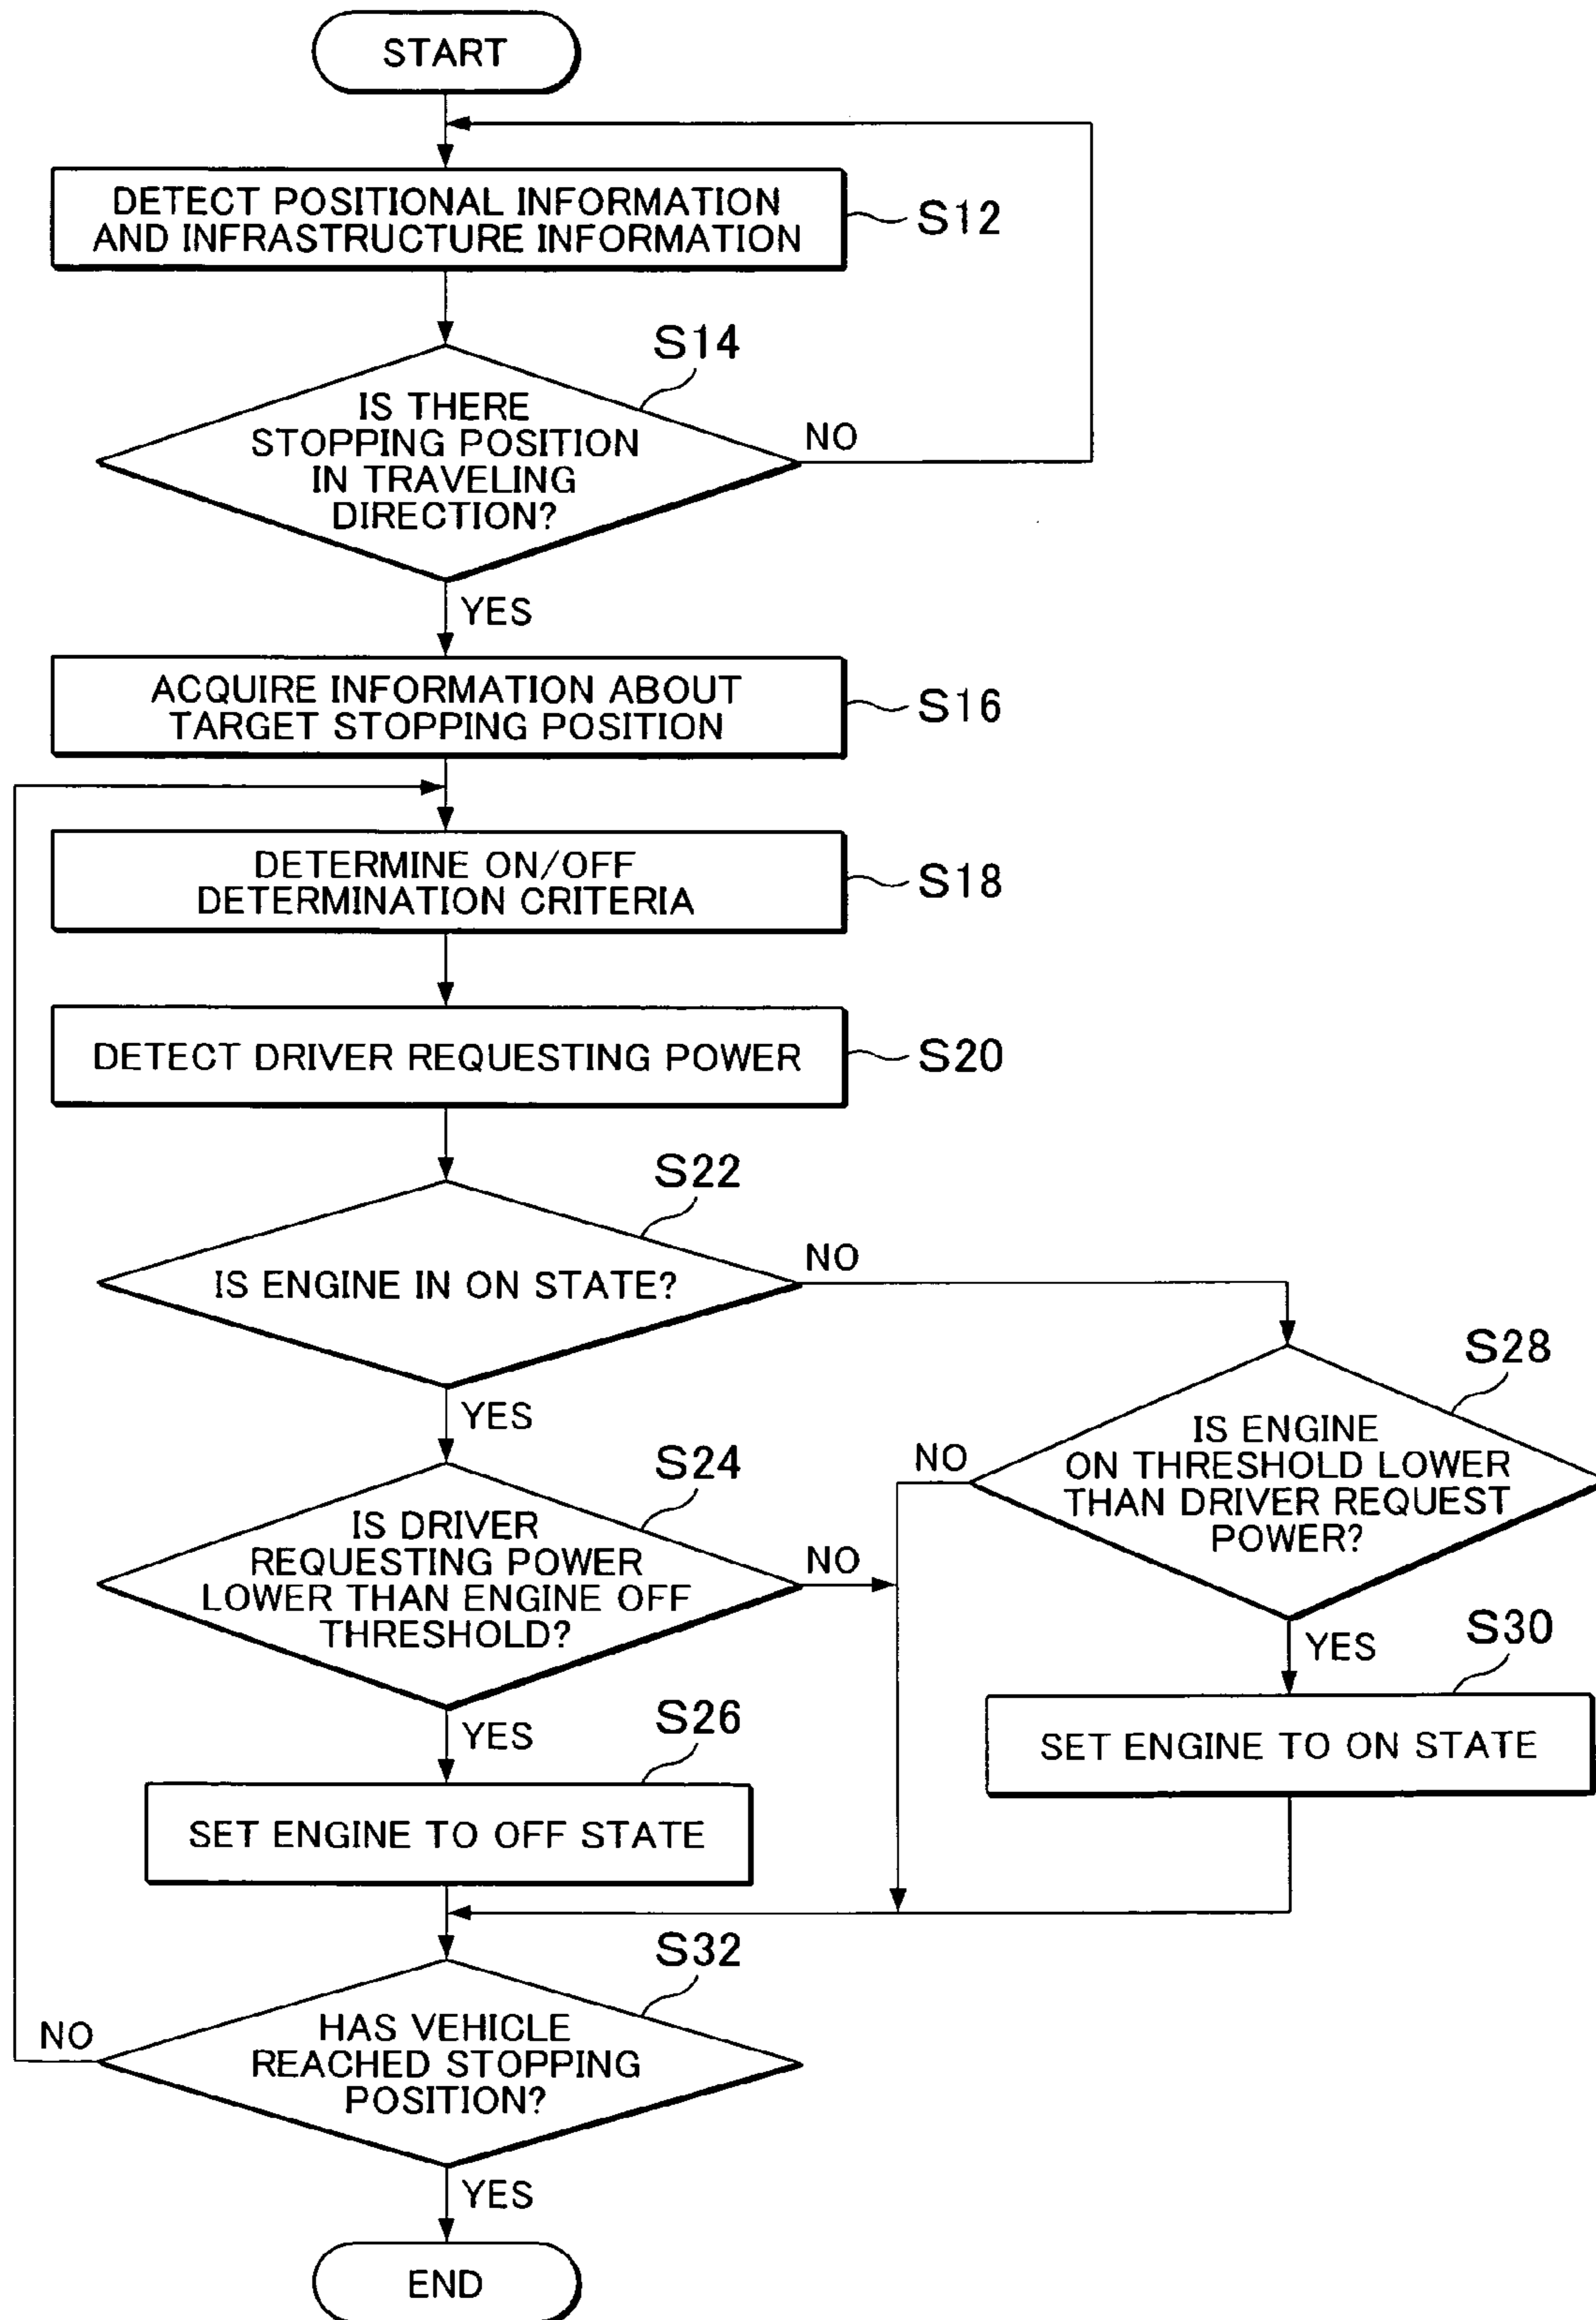 START
DETECT POSITIONAL INFORMATION
AND INFRASTRUCTURE INFORMATION
S12
S14
IS THERE
STOPPING POSITION
IN TRAVELING
DIRECTION?
NO
YES
ACQUIRE INFORMATION ABOUT
TARGET STOPPING POSITION
S16
DETERMINE ON/OFF
DETERMINATION CRITERIA
S18
DETECT DRIVER REQUESTING POWER
S20
S22
IS ENGINE IN ON STATE?
NO
YES
S28
IS ENGINE
ON THRESHOLD LOWER
THAN DRIVER REQUEST
POWER?
NO
YES
S24
IS DRIVER
REQUESTING POWER
LOWER THAN ENGINE OFF
THRESHOLD?
NO
YES
S30
SET ENGINE TO ON STATE
S26
SET ENGINE TO OFF STATE
S32
HAS VEHICLE
REACHED STOPPING
POSITION?
NO
YES
END